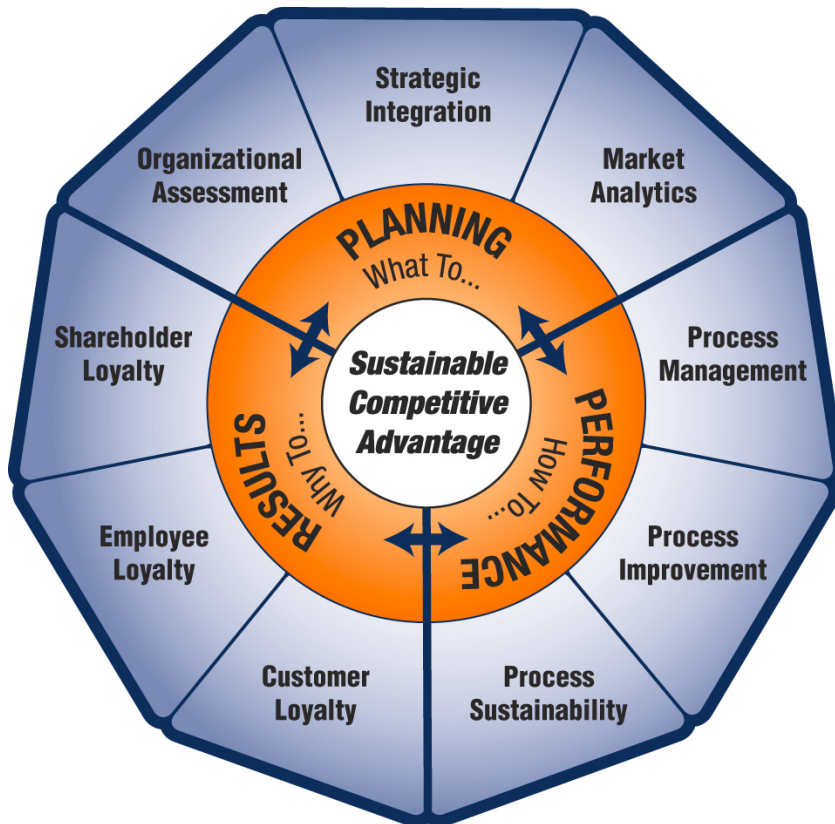 Strategic
Integration
Market
Analytics
Process
Management
Process
Improvement
Process
Sustainability
Customer
Loyalty
Employee
Loyalty
Shareholder
Loyalty
Organizational
Assessment
PLANNING
What To...
PERFORMANCE
How To...
RESULTS
Why To...
Sustainable
Competitive
Advantage